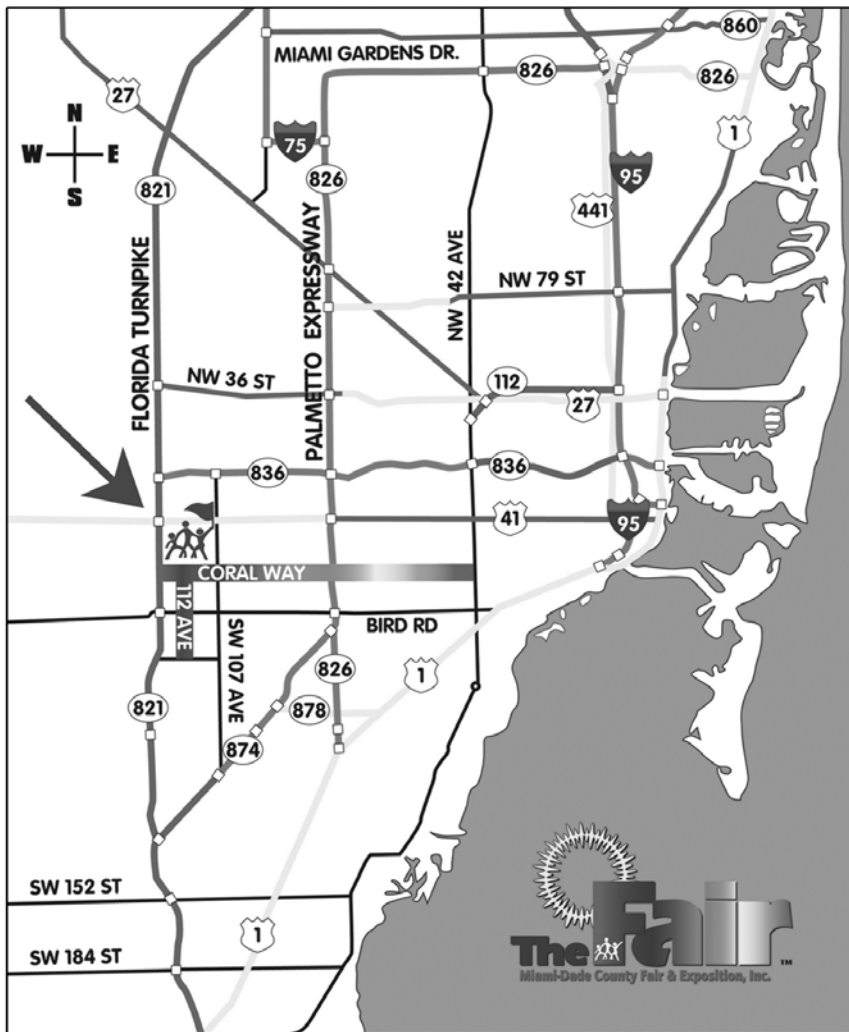 860
MIAMI GARDENS DR.
826
826
27
N
W E
S
75
1
821
826
95
441
FLORIDA TURNPIKE
PALMETTO EXPRESSWAY
NW 42 AVE
NW 79 ST
NW 36 ST
112
27
836
836
41
95
CORAL WAY
112 AVE
SW 107 AVE
BIRD RD
826
1
821
878
874
SW 152 ST
1
SW 184 ST
The Fair TM
Miami-Dade County Fair & Exposition, Inc.